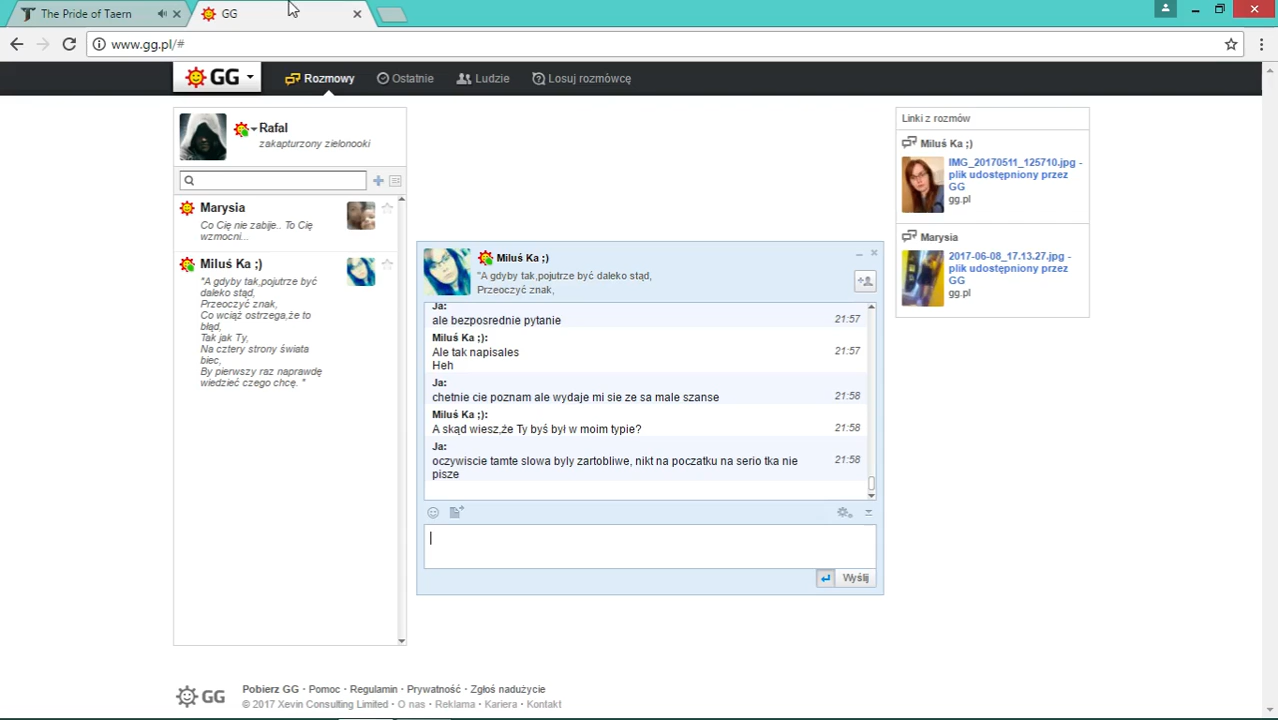 The Pride of Taern
GG
www.gg.pl/#
GG
Rozmowy
Ostatnie
Ludzie
Losuj rozmówcę
Rafal
zakapturzony zielonooki
Marysia
Co Cię nie zabije.. To Cię
wzmocni...
Miluś Ka ;)
"A gdyby tak,pojutrze być
daleko stąd,
Przeoczyć znak,
Co wciąż ostrzega,że to
błąd,
Tak jak Ty,
Na cztery strony świata
biec,
By pierwszy raz naprawdę
wiedzieć czego chcę. "
Miluś Ka ;)
"A gdyby tak,pojutrze być daleko stąd,
Przeoczyć znak,
Ja:
ale bezposrednie pytanie 21:57
Miluś Ka ;):
Ale tak napisales 21:57
Heh
Ja:
chetnie cie poznam ale wydaje mi sie ze sa male szanse 21:58
Miluś Ka ;):
A skąd wiesz,że Ty byś był w moim typie? 21:58
Ja:
oczywiscie tamte slowa byly zartobliwe, nikt na poczatku na serio tka nie 21:58
pisze
Wyślij
Linki z rozmów
Miluś Ka ;)
IMG_20170511_125710.jpg -
plik udostępniony przez
GG
gg.pl
Marysia
2017-06-08_17.13.27.jpg -
plik udostępniony przez
GG
gg.pl
GG
Pobierz GG · Pomoc · Regulamin · Prywatność · Zgłoś nadużycie
© 2017 Xevin Consulting Limited · O nas · Reklama · Kariera · Kontakt